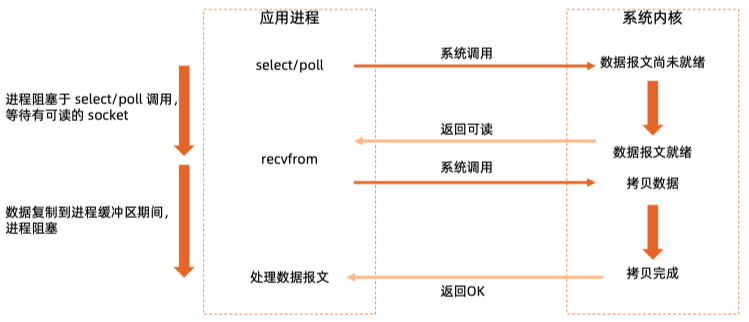 应用进程
系统内核
select/poll
系统调用
数据报文尚未就绪
进程阻塞于 select/poll 调用，
等待有可读的 socket
返回可读
数据报文就绪
recvfrom
系统调用
拷贝数据
数据复制到进程缓冲区期间，
进程阻塞
处理数据报文
返回OK
拷贝完成